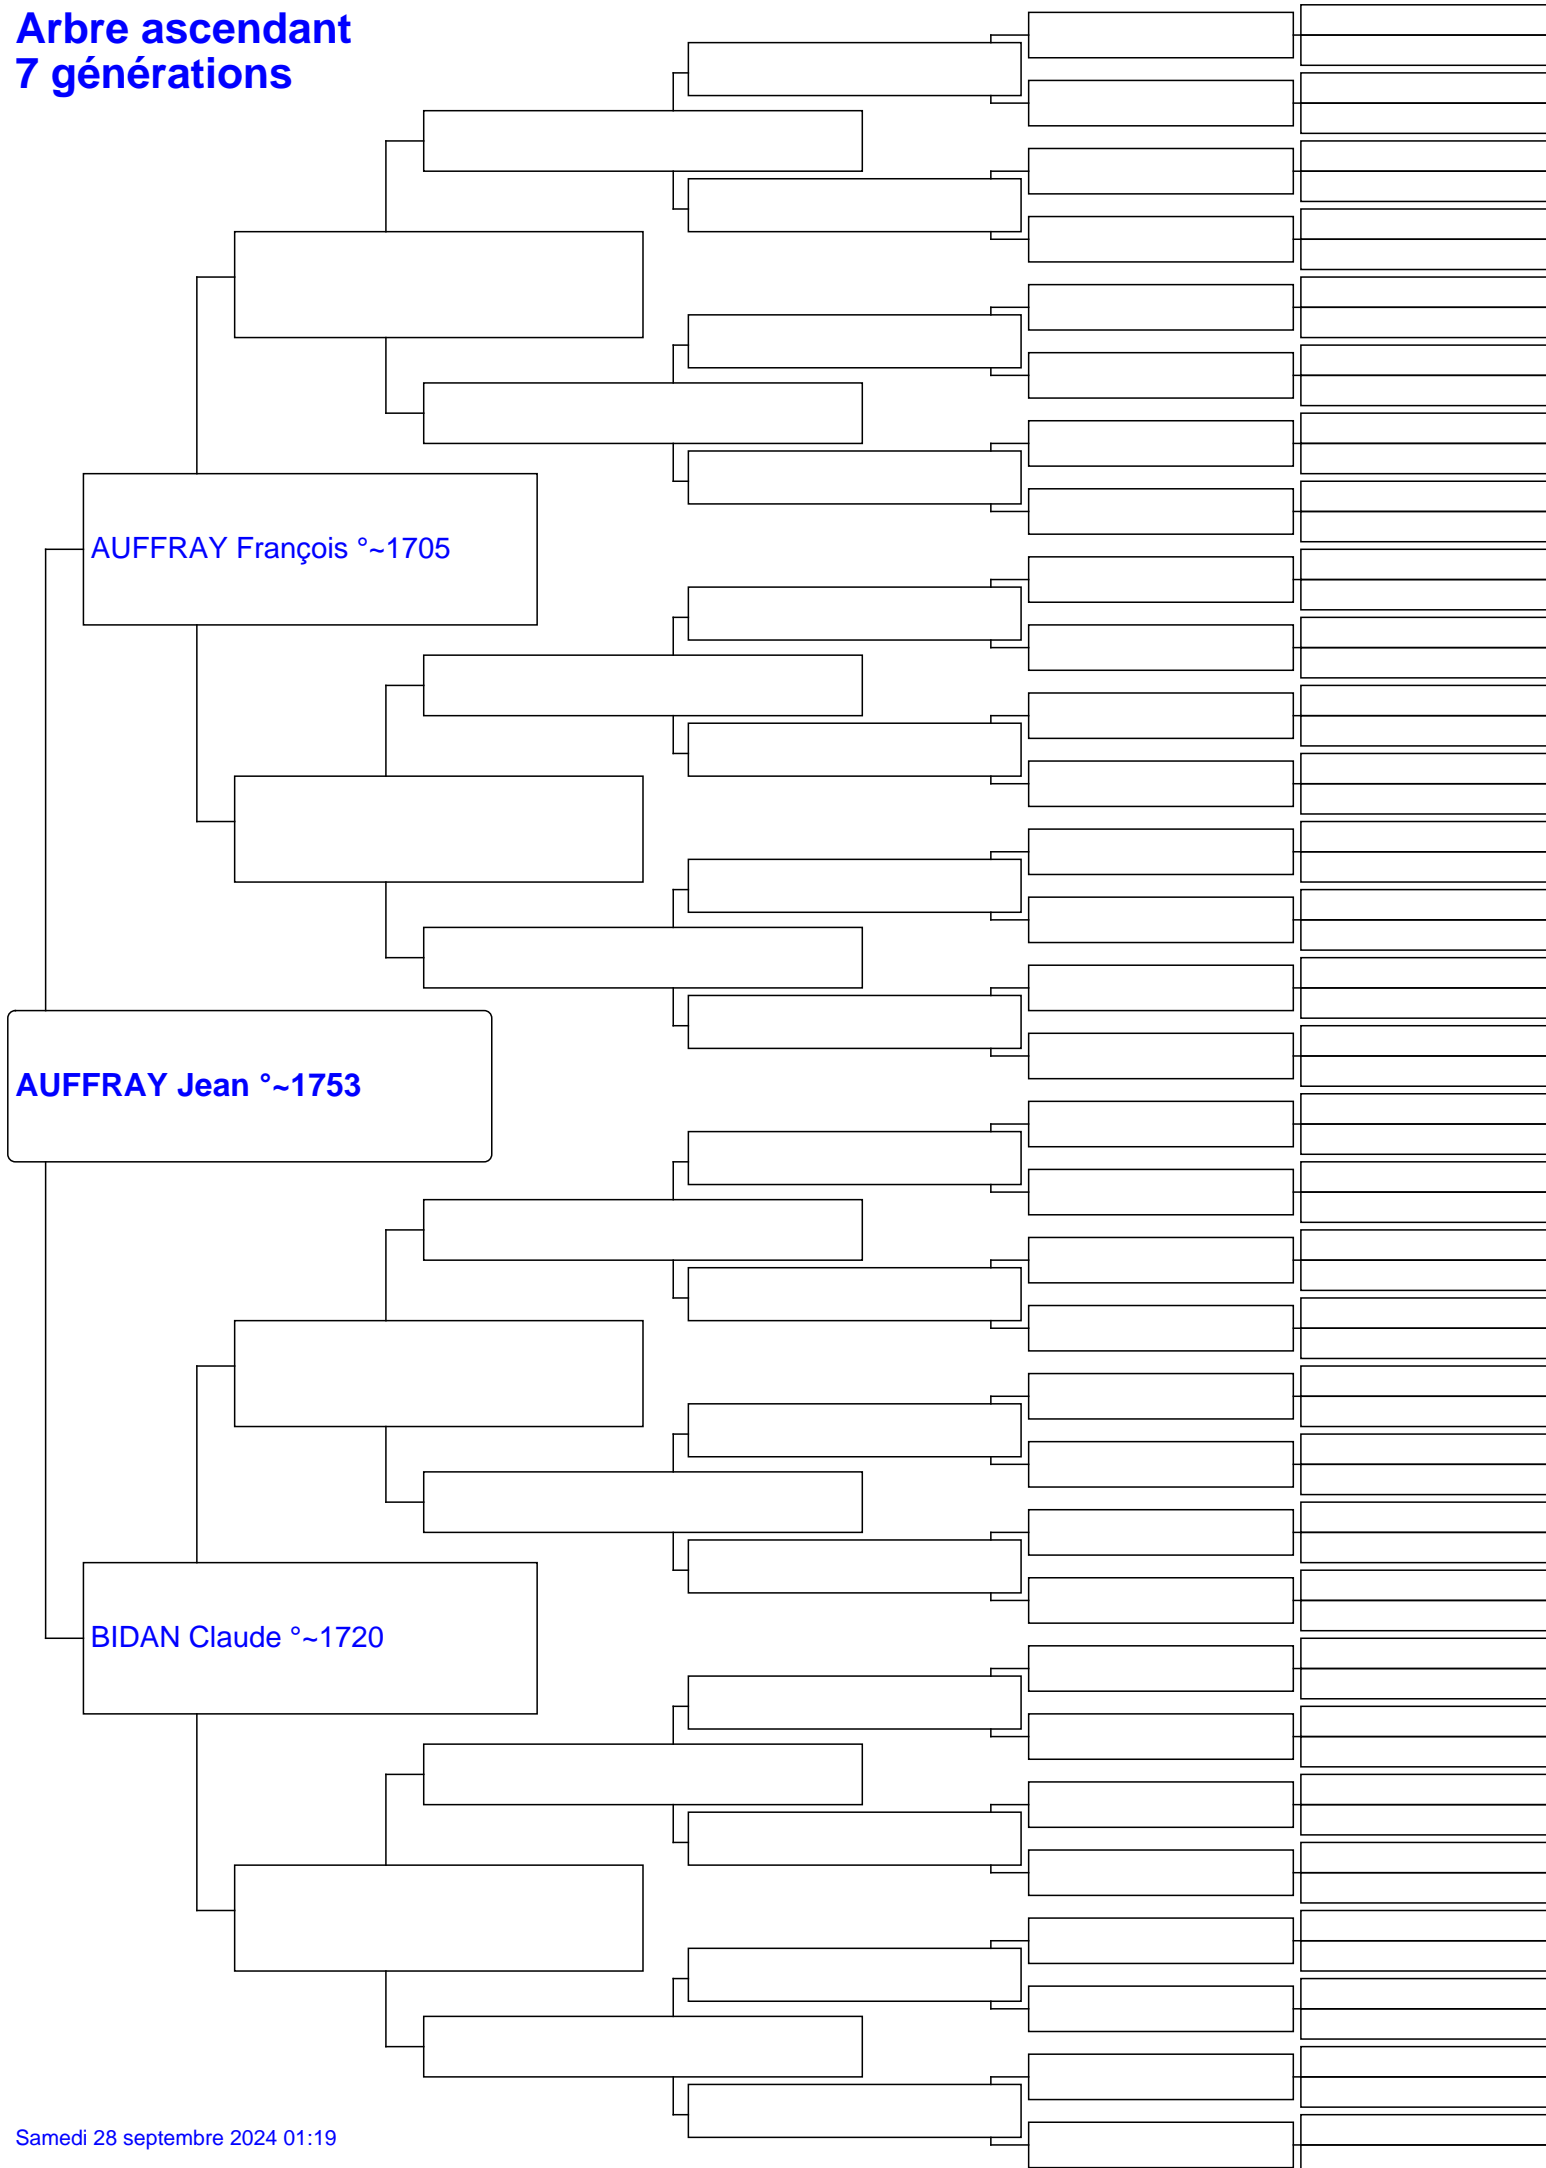 Arbre ascendant
7 générations
AUFFRAY François °~1705
AUFFRAY Jean °~1753
BIDAN Claude °~1720
Samedi 28 septembre 2024 01:19